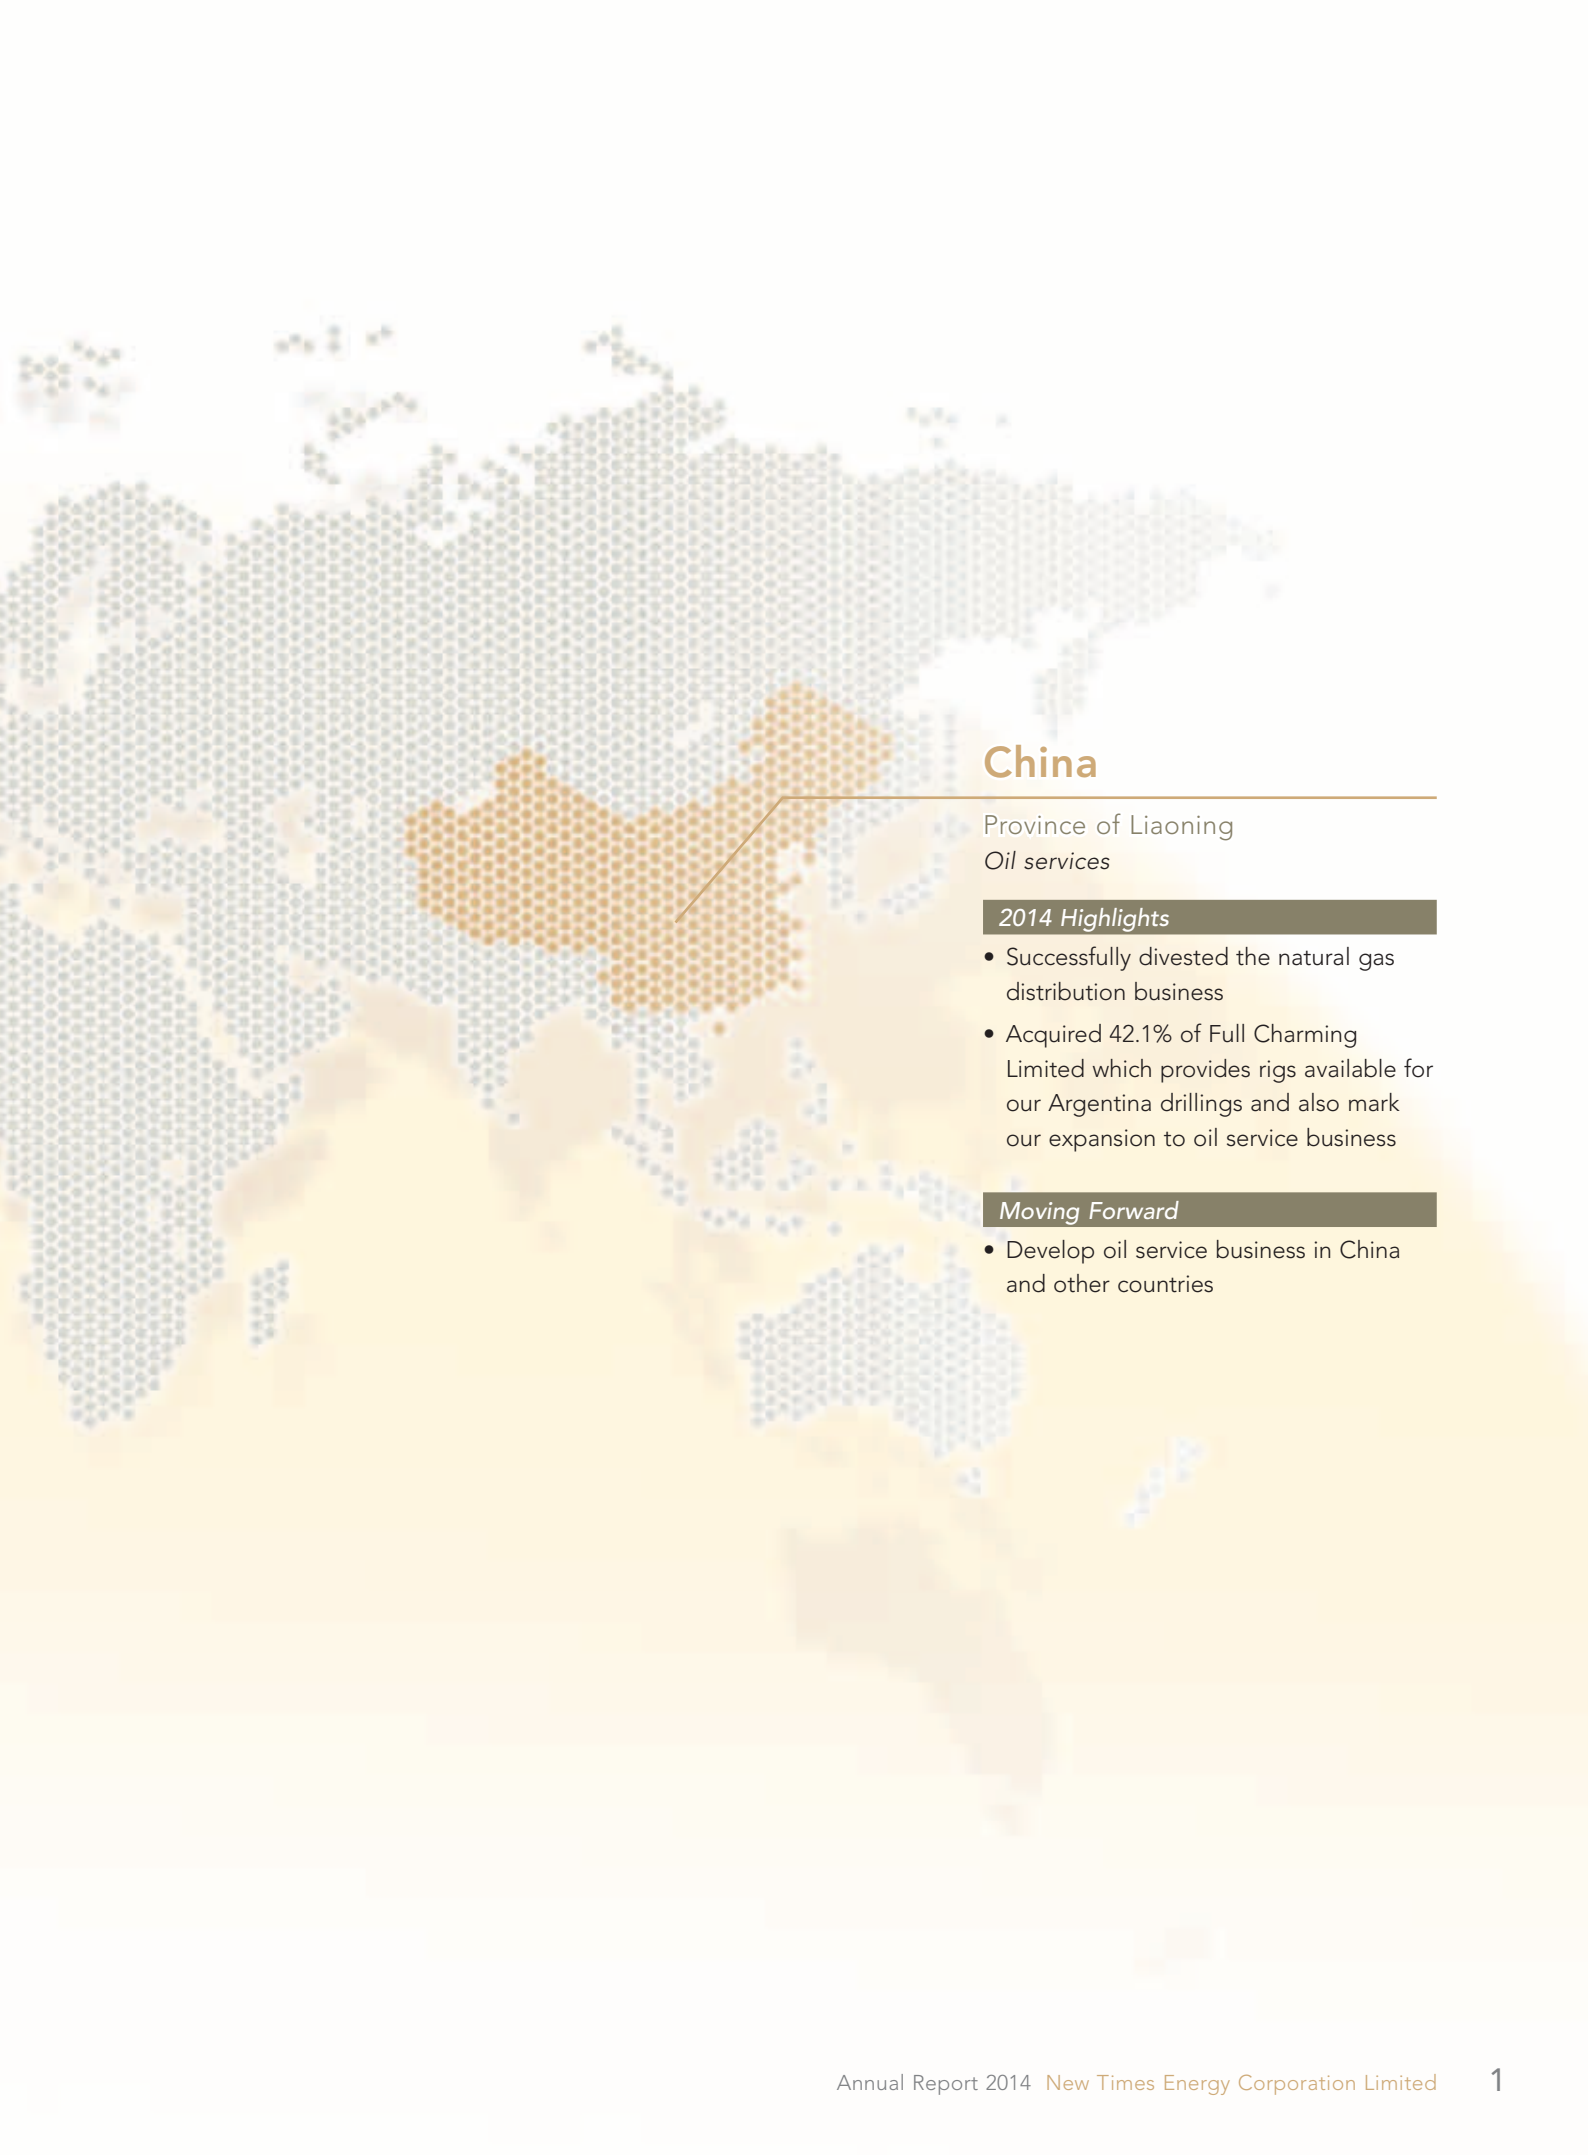 China
Province of Liaoning
Oil services
2014 Highlights
• Successfully divested the natural gas
distribution business
• Acquired 42.1% of Full Charming
Limited which provides rigs available for
our Argentina drillings and also mark
our expansion to oil service business
Moving Forward
• Develop oil service business in China
and other countries
Annual Report 2014 New Times Energy Corporation Limited 1